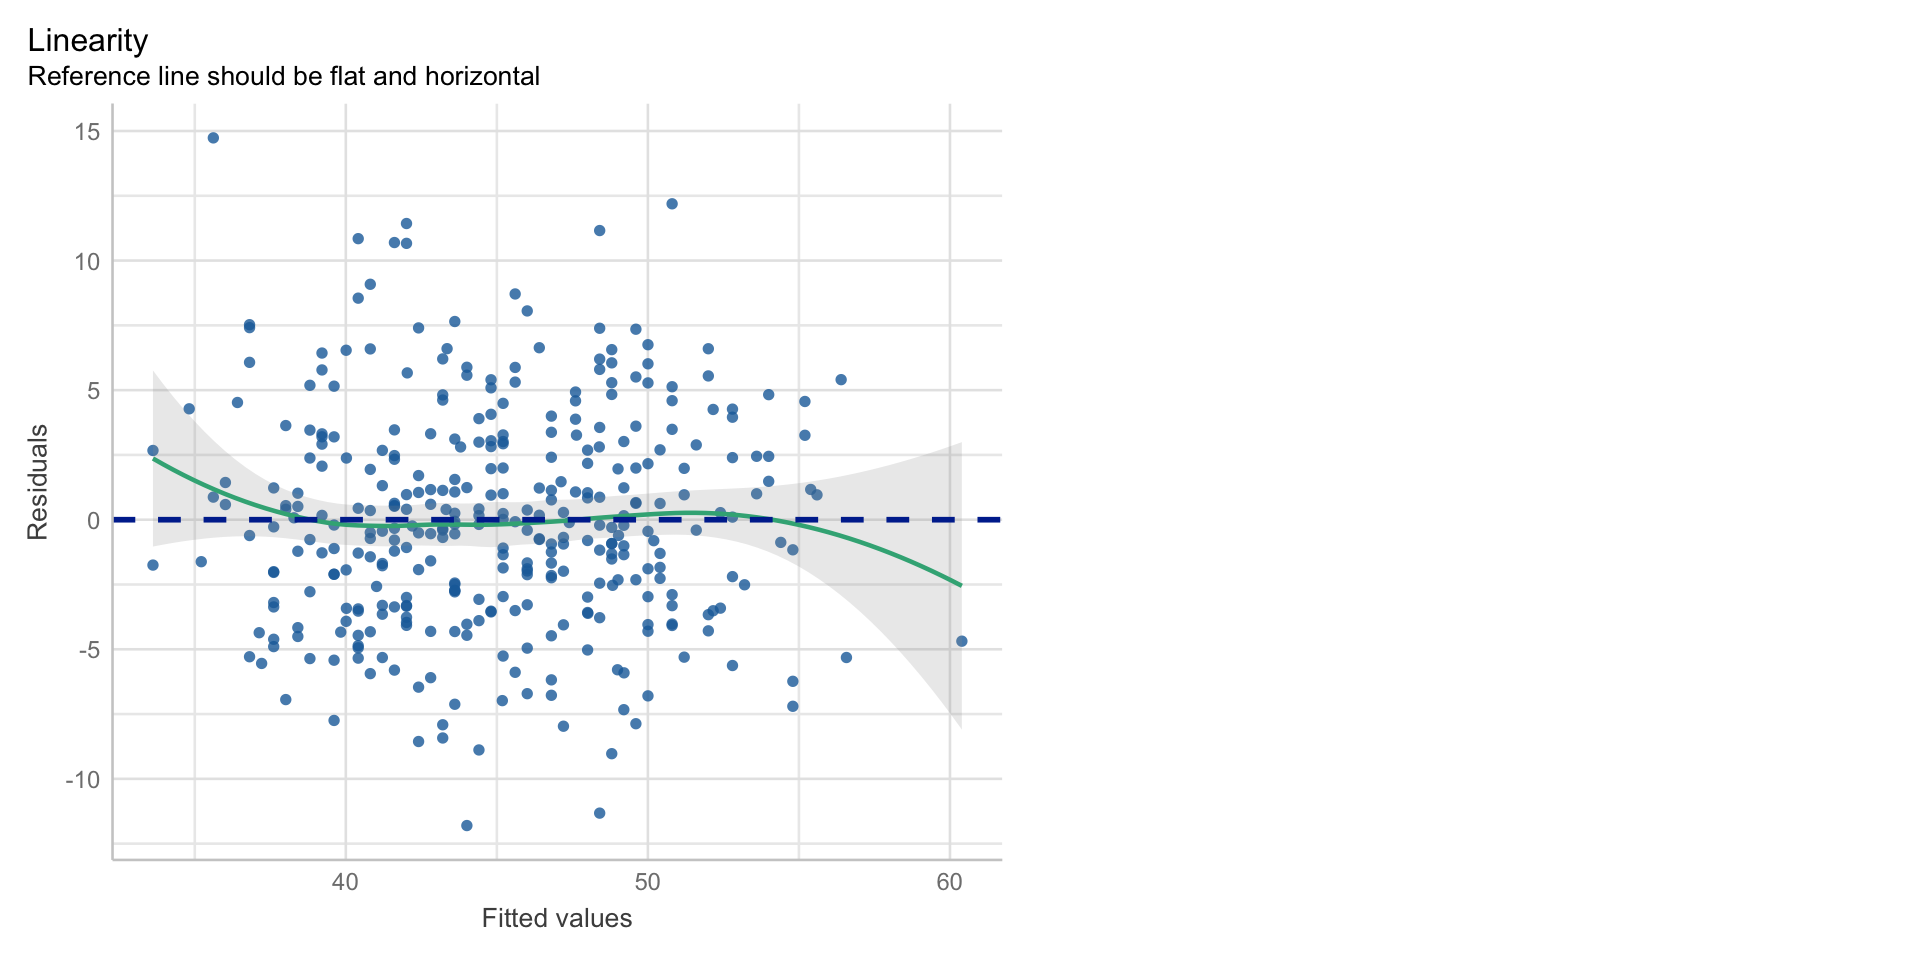 Linearity
Reference line should be flat and horizontal
15
10
5
0
-5
-10
Residuals
40 50 60
Fitted values